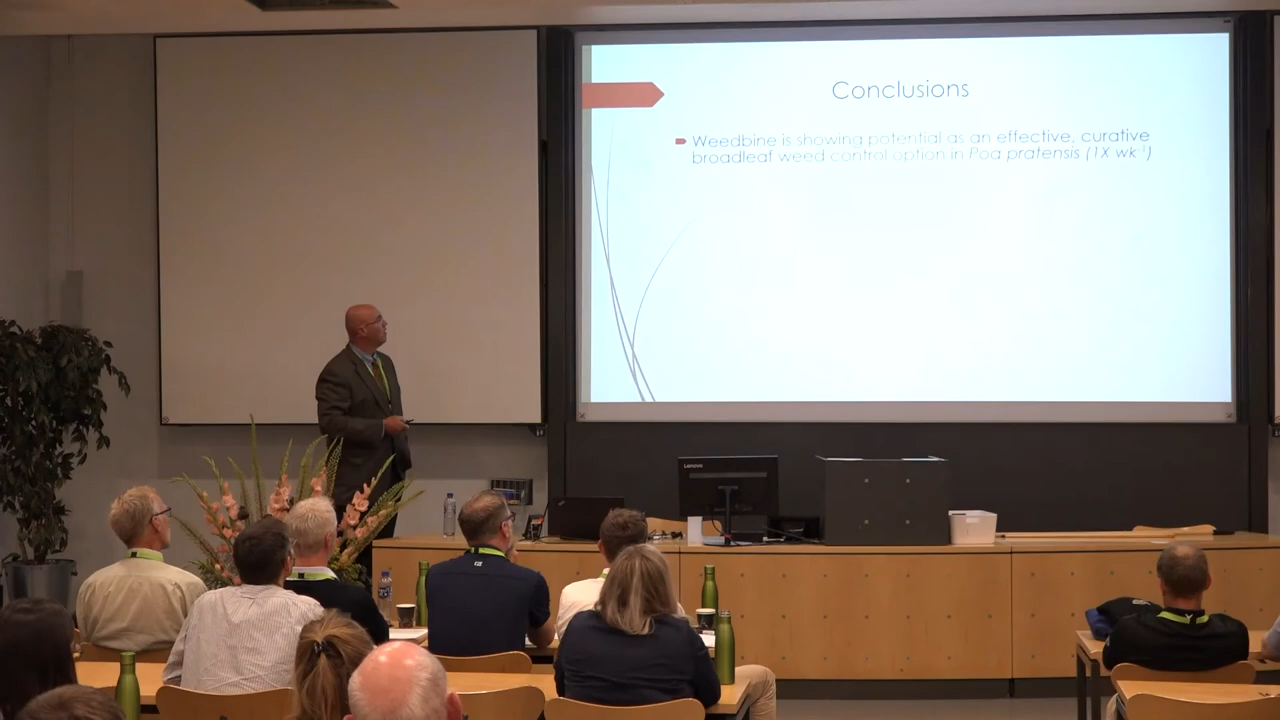 Conclusions
Weedbine is showing potential as an effective, curative
broadleaf weed control option in Poa pratensis (1X wk⁻¹)
Lenovo